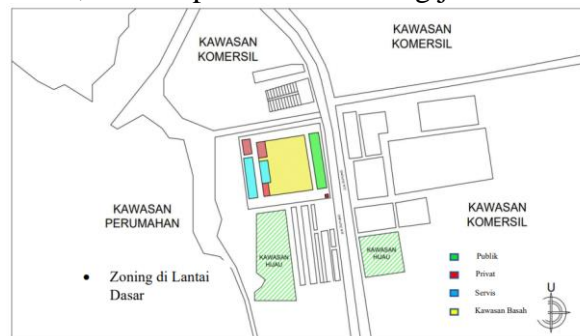 KAWASAN
KOMERSIL
KAWASAN
KOMERSIL
KAWASAN
PERUMAHAN
KAWASAN
KOMERSIL
KAWASAN
HIJAU
KAWASAN
HIJAU
• Zoning di Lantai
Dasar
Publik
Privat
Servis
Kawasan Basah
U